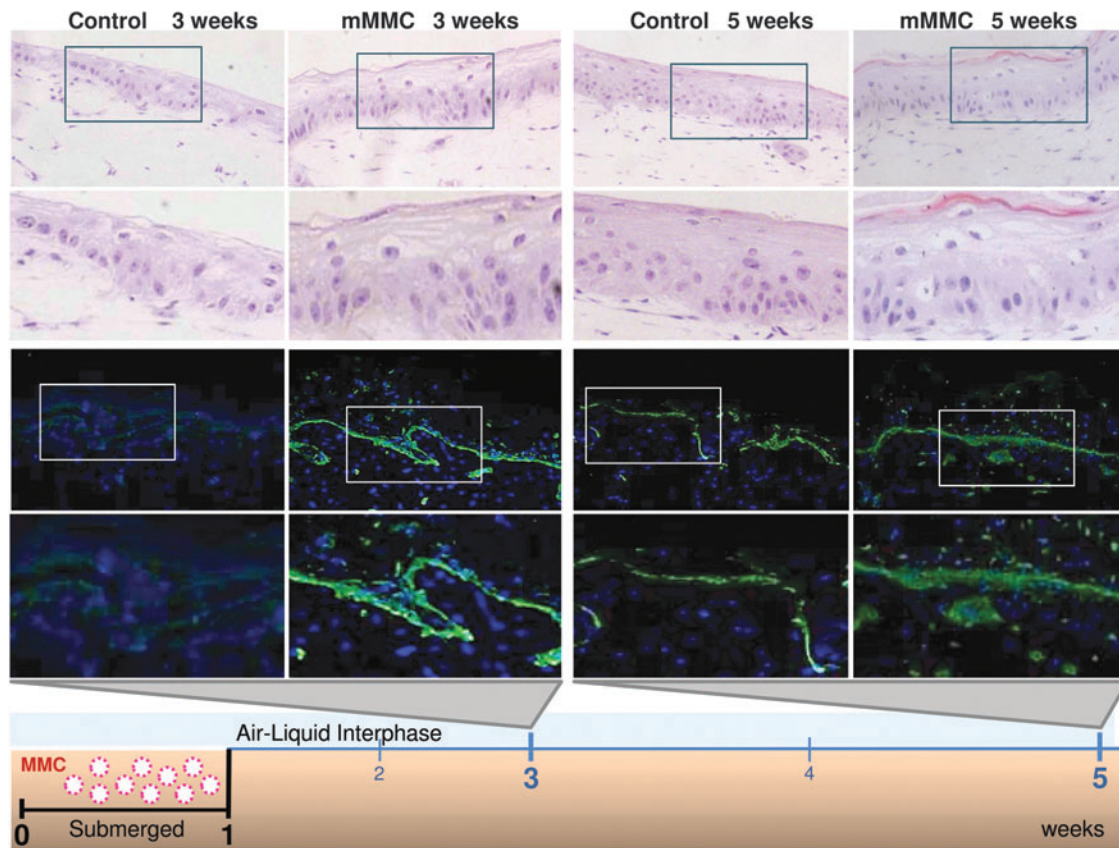 Control 3 weeks mMMC 3 weeks Control 5 weeks mMMC 5 weeks
Air-Liquid Interphase
MMC
2 3 4 5
0 Submerged 1 weeks